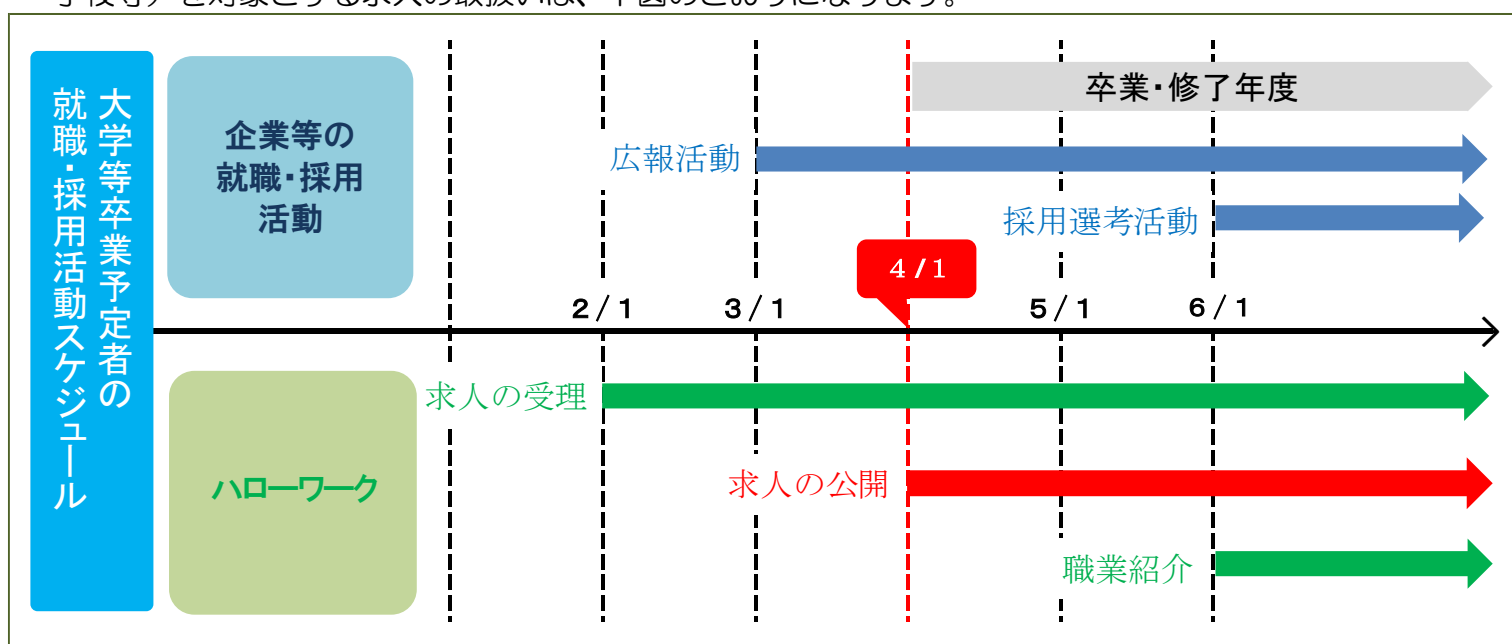 学校等）を対象とする求人の取扱いは、下図のとおりになります。
大学等卒業予定者の
就職・採用活動スケジュール
企業等の
就職・採用
活動
卒業・修了年度
広報活動
採用選考活動
4/1
2/1
3/1
5/1
6/1
求人の受理
ハローワーク
求人の公開
職業紹介